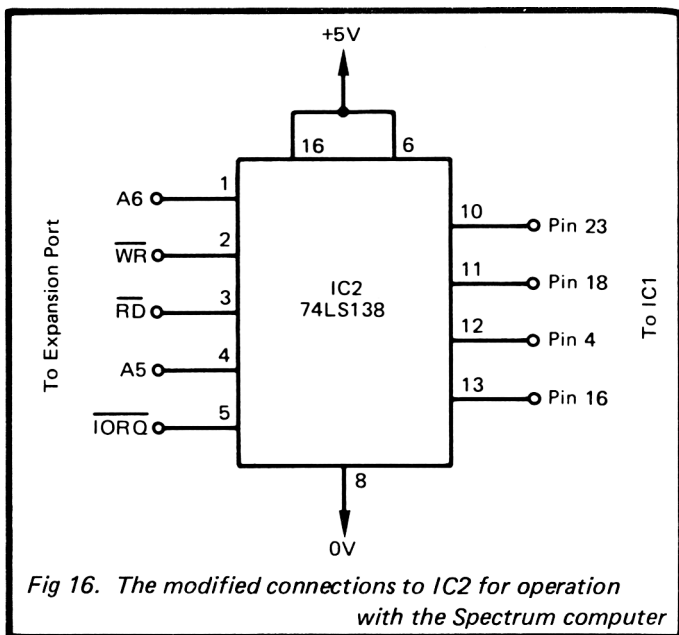 +5V
16 6
To Expansion Port
A6 1
WR 2
RD 3
A5 4
IORQ 5
IC2
74LS138
10 Pin 23
11 Pin 18
12 Pin 4
13 Pin 16
To IC1
8
0V
Fig 16. The modified connections to IC2 for operation
with the Spectrum computer